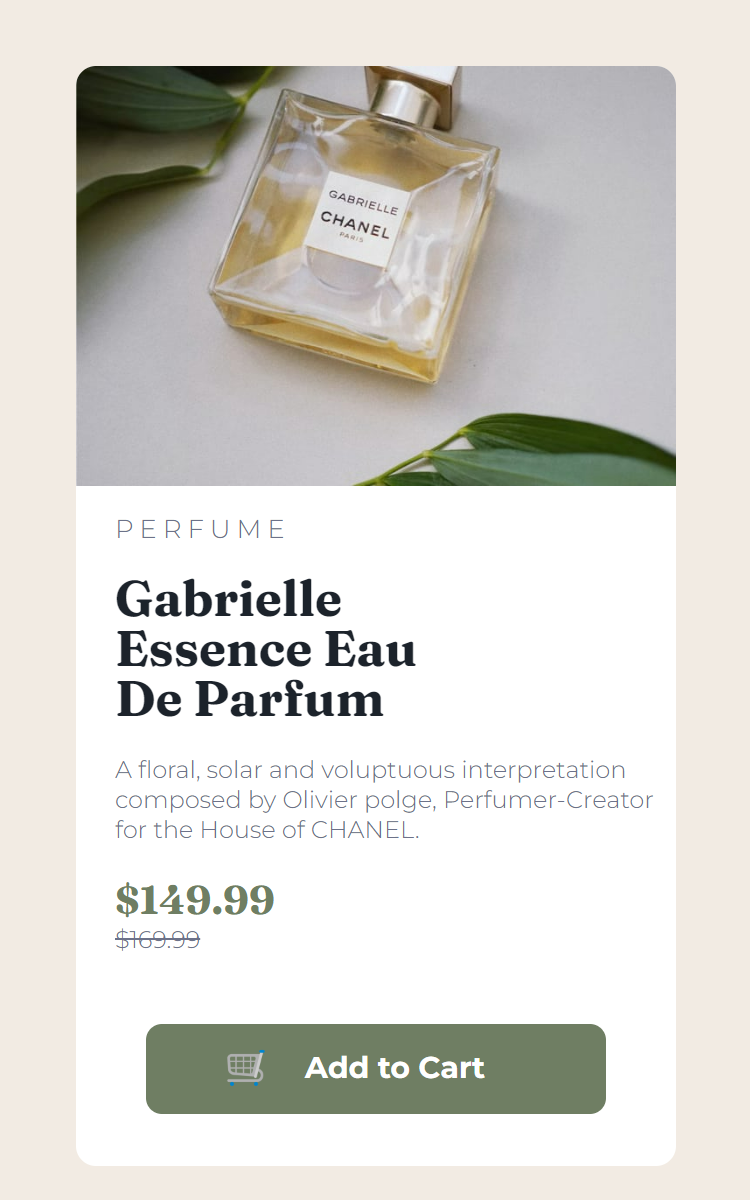 GABRIELLE
CHANEL
PARIS
PERFUME
Gabrielle
Essence Eau
De Parfum
A floral, solar and voluptuous interpretation
composed by Olivier polge, Perfumer-Creator
for the House of CHANEL.
$149.99
$169.99
Add to Cart